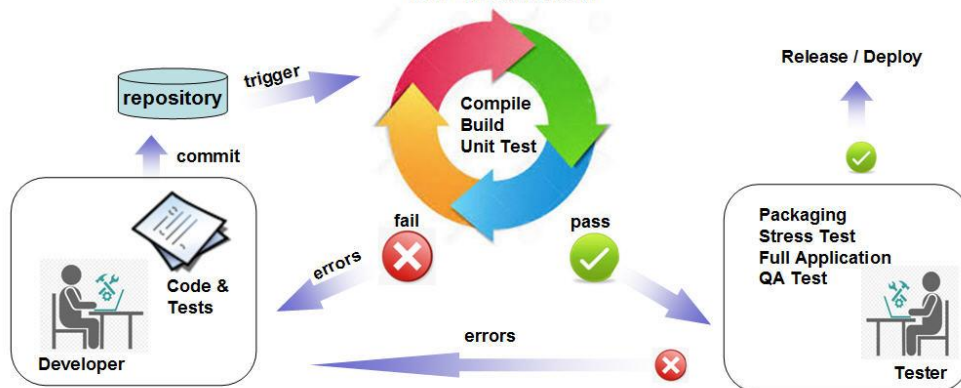 Release / Deploy
trigger
repository
Compile
Build
Unit Test
commit
fail
pass
Packaging
Stress Test
Full Application
QA Test
errors
Code &
Tests
errors
Developer
Tester